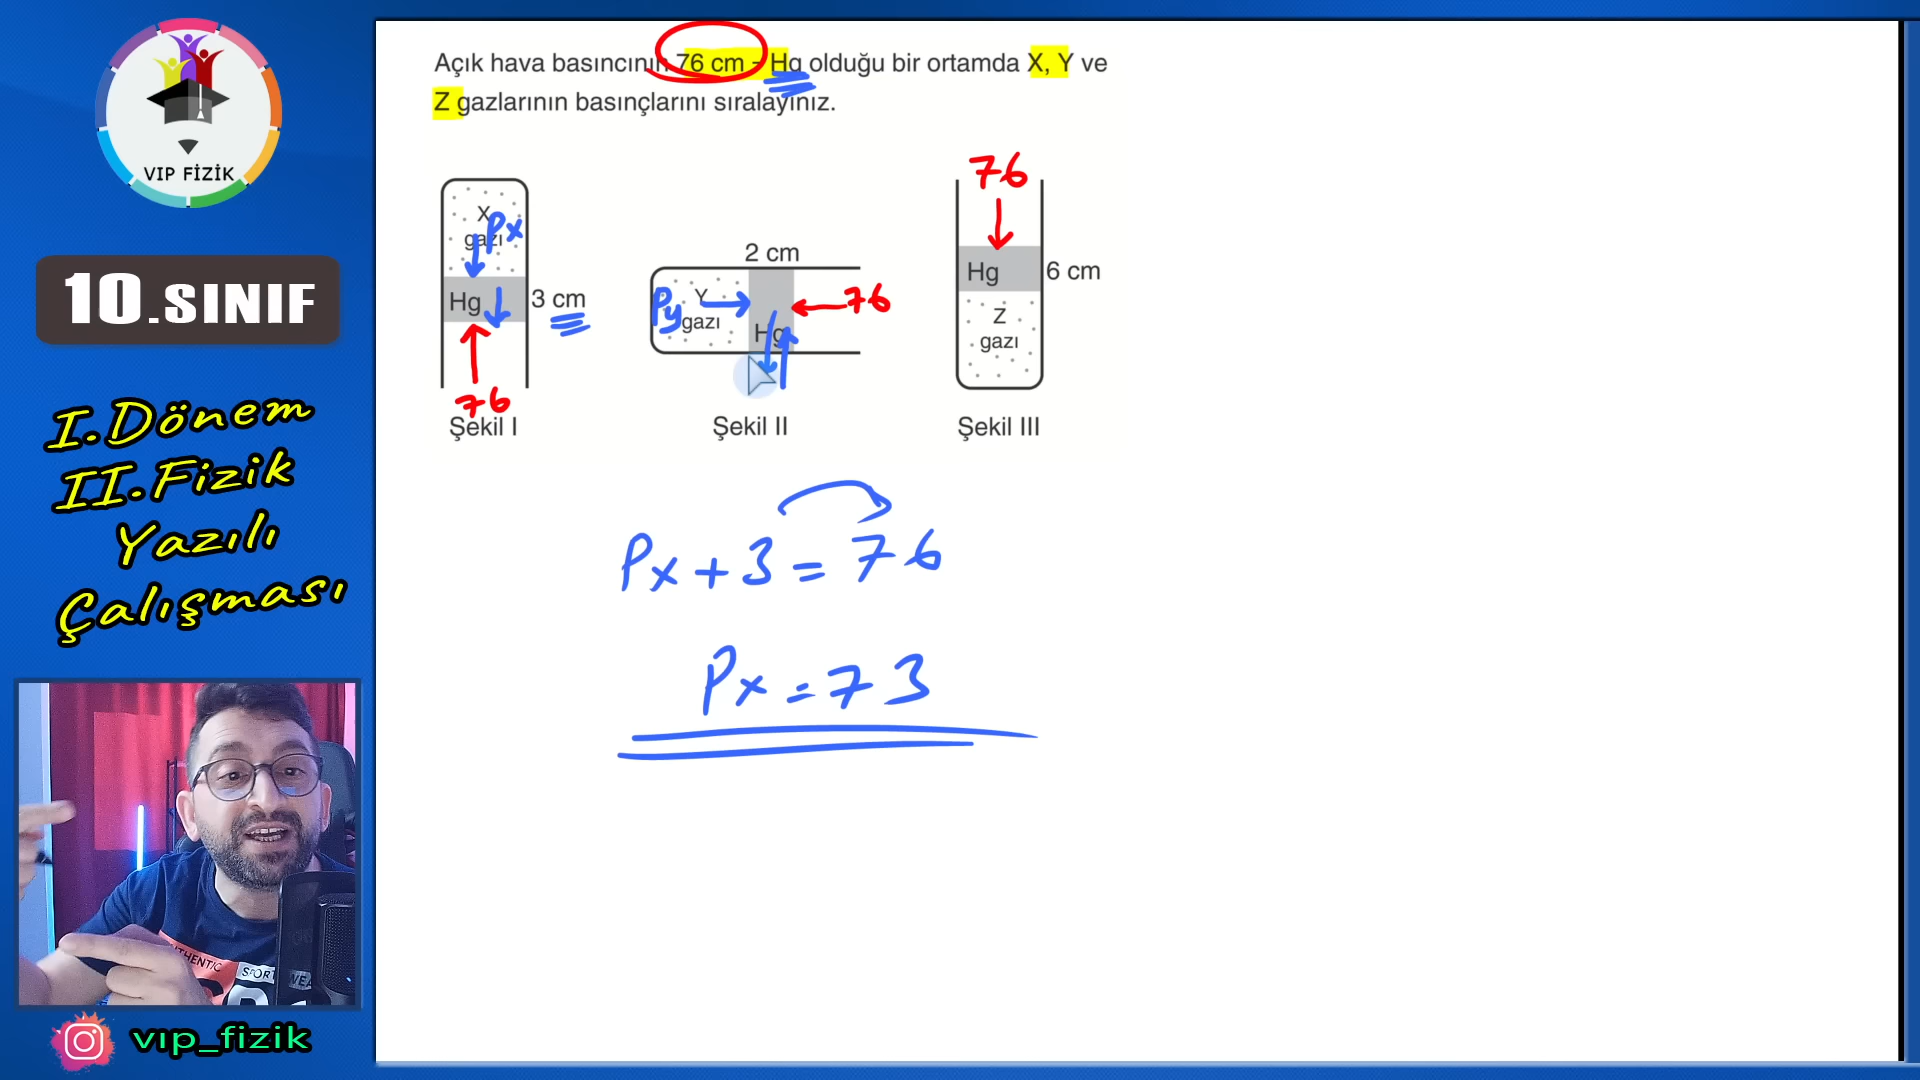 VIP FİZİK
10.SINIF
I.Dönem
II.Fizik
Yazılı
Çalışması
vıp_fizik
Açık hava basıncının 76 cm - Hg olduğu bir ortamda X, Y ve
Z gazlarının basınçlarını sıralayınız.
X
gazı
Px
Hg
3 cm
76
Şekil I
2 cm
Y
gazı
Py
Hg
76
Şekil II
76
Hg
6 cm
Z
gazı
Şekil III
Px + 3 = 76
Px = 73